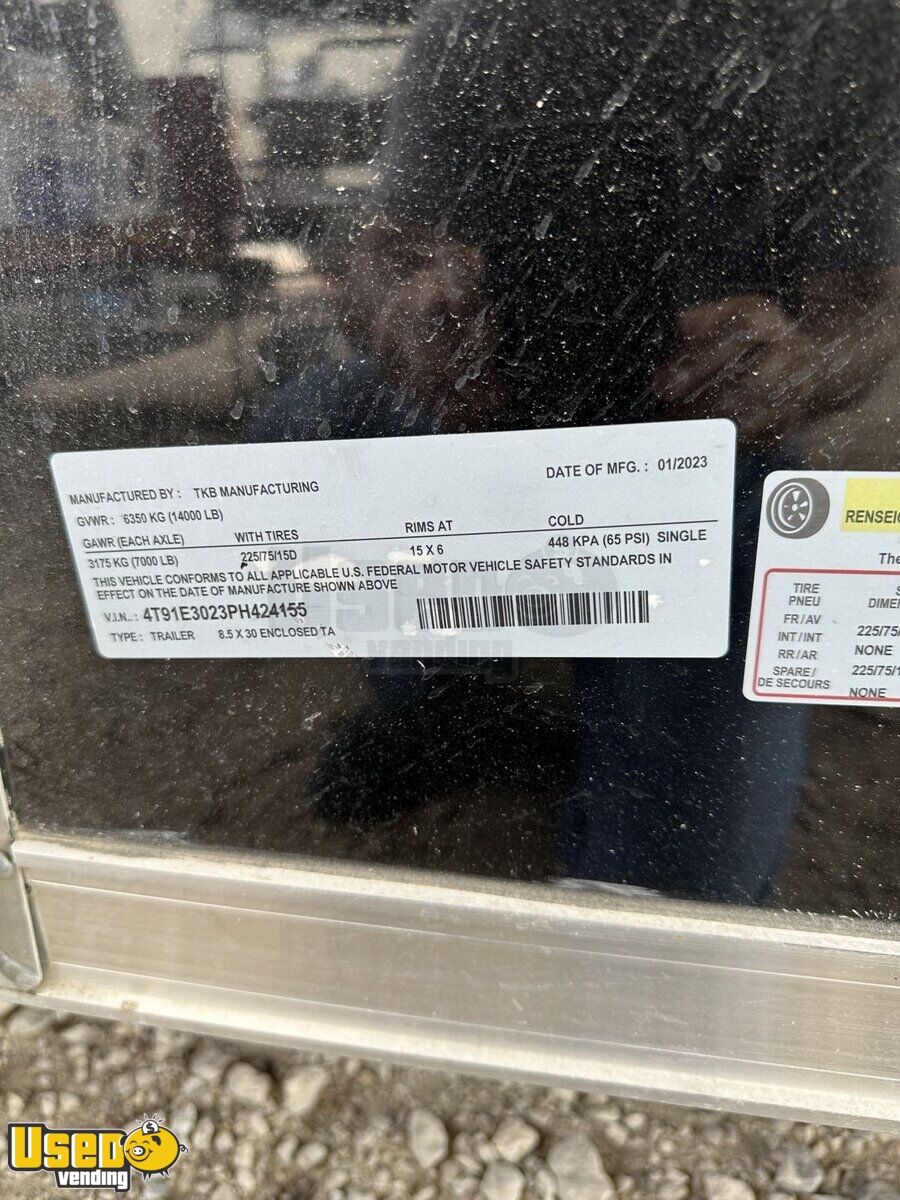 MANUFACTURED BY : TKB MANUFACTURING DATE OF MFG. : 01/2023
GVWR : 6350 KG (14000 LB)
GAWR (EACH AXLE) WITH TIRES RIMS AT COLD
3175 KG (7000 LB) 225/75/15D 15 X 6 448 KPA (65 PSI) SINGLE
THIS VEHICLE CONFORMS TO ALL APPLICABLE U.S. FEDERAL MOTOR VEHICLE SAFETY STANDARDS IN
EFFECT ON THE DATE OF MANUFACTURE SHOWN ABOVE
V.I.N.. : 4T91E3023PH424155
TYPE : TRAILER 8.5 X 30 ENCLOSED TA
RENSEIG
The
TIRE
PNEU DIME
FR/AV 225/75/
INT/INT
RR/AR NONE
SPARE/ 225/75/1
DE SECOURS NONE
vending
USED
vending